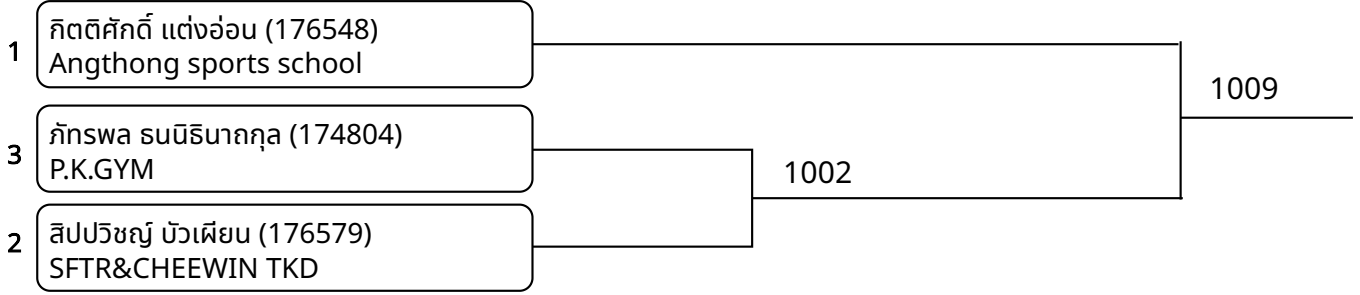 1
กิตติศักดิ์ แต่งอ่อน (176548)
Angthong sports school
1009
3
ภัทรพล ธนนิธินาถกุล (174804)
P.K.GYM
1002
2
สิปปวิชญ์ บัวเผียน (176579)
SFTR&CHEEWIN TKD